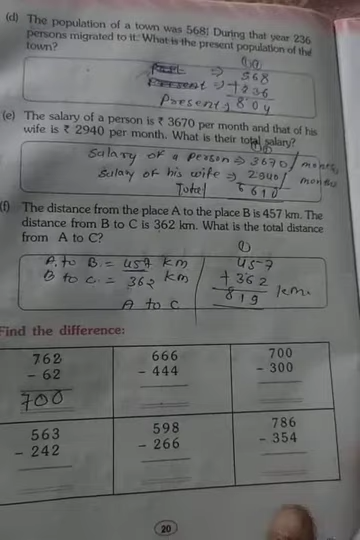 (d) The population of a town was 568. During that year 236
persons migrated to it. What is the present population of the
town?
⇒ 568
Present ⇒ +236
Present, 804
(e) The salary of a person is ₹ 3670 per month and that of his
wife is ₹ 2940 per month. What is their total salary?
Salary of a person ⇒ 3670/ months
Salary of his wife ⇒ 2940/ months
Total 6610
(f) The distance from the place A to the place B is 457 km. The
distance from B to C is 362 km. What is the total distance
from A to C?
(1)
A to B = 457 km 457
B to C = 362 km + 362
A to C 819 km
Find the difference:
762 666 700
- 62 - 444 - 300
700
563 598 786
- 242 - 266 - 354
20